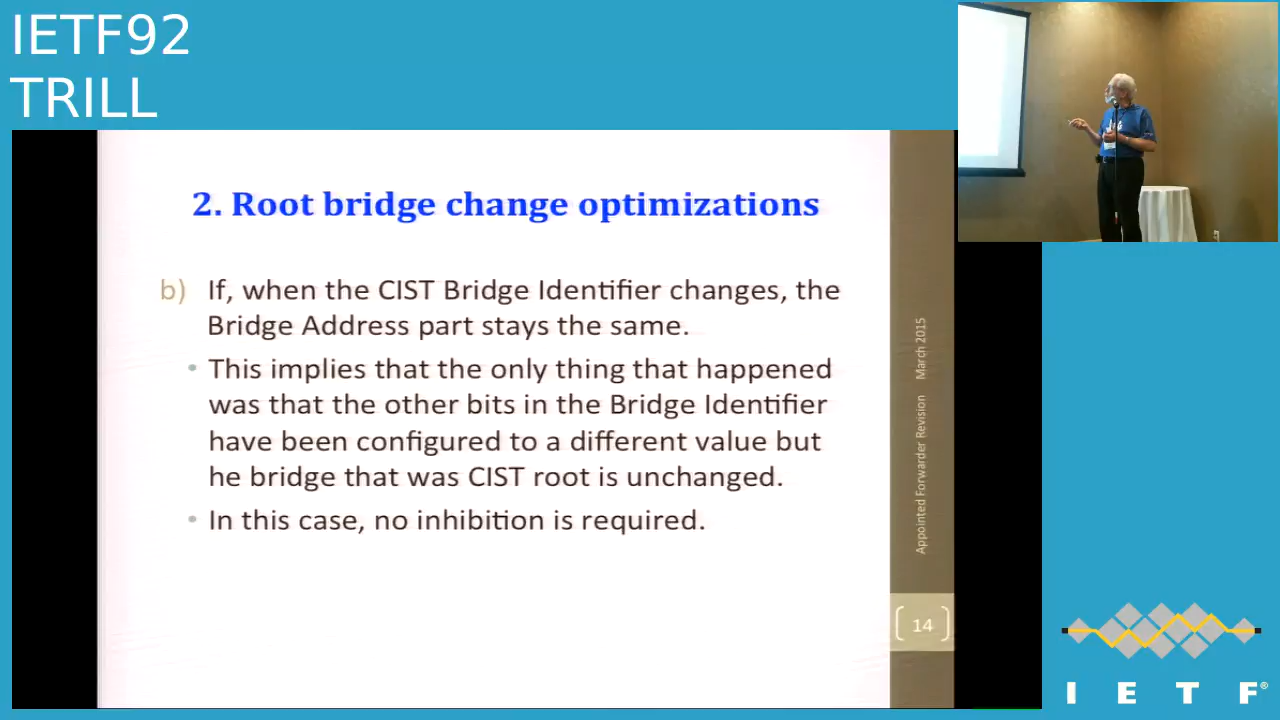 IETF92
TRILL
2. Root bridge change optimizations
b) If, when the CIST Bridge Identifier changes, the
Bridge Address part stays the same.
• This implies that the only thing that happened
was that the other bits in the Bridge Identifier
have been configured to a different value but
he bridge that was CIST root is unchanged.
• In this case, no inhibition is required.
Appointed Forwarder Revision March 2015
14
I E T F®